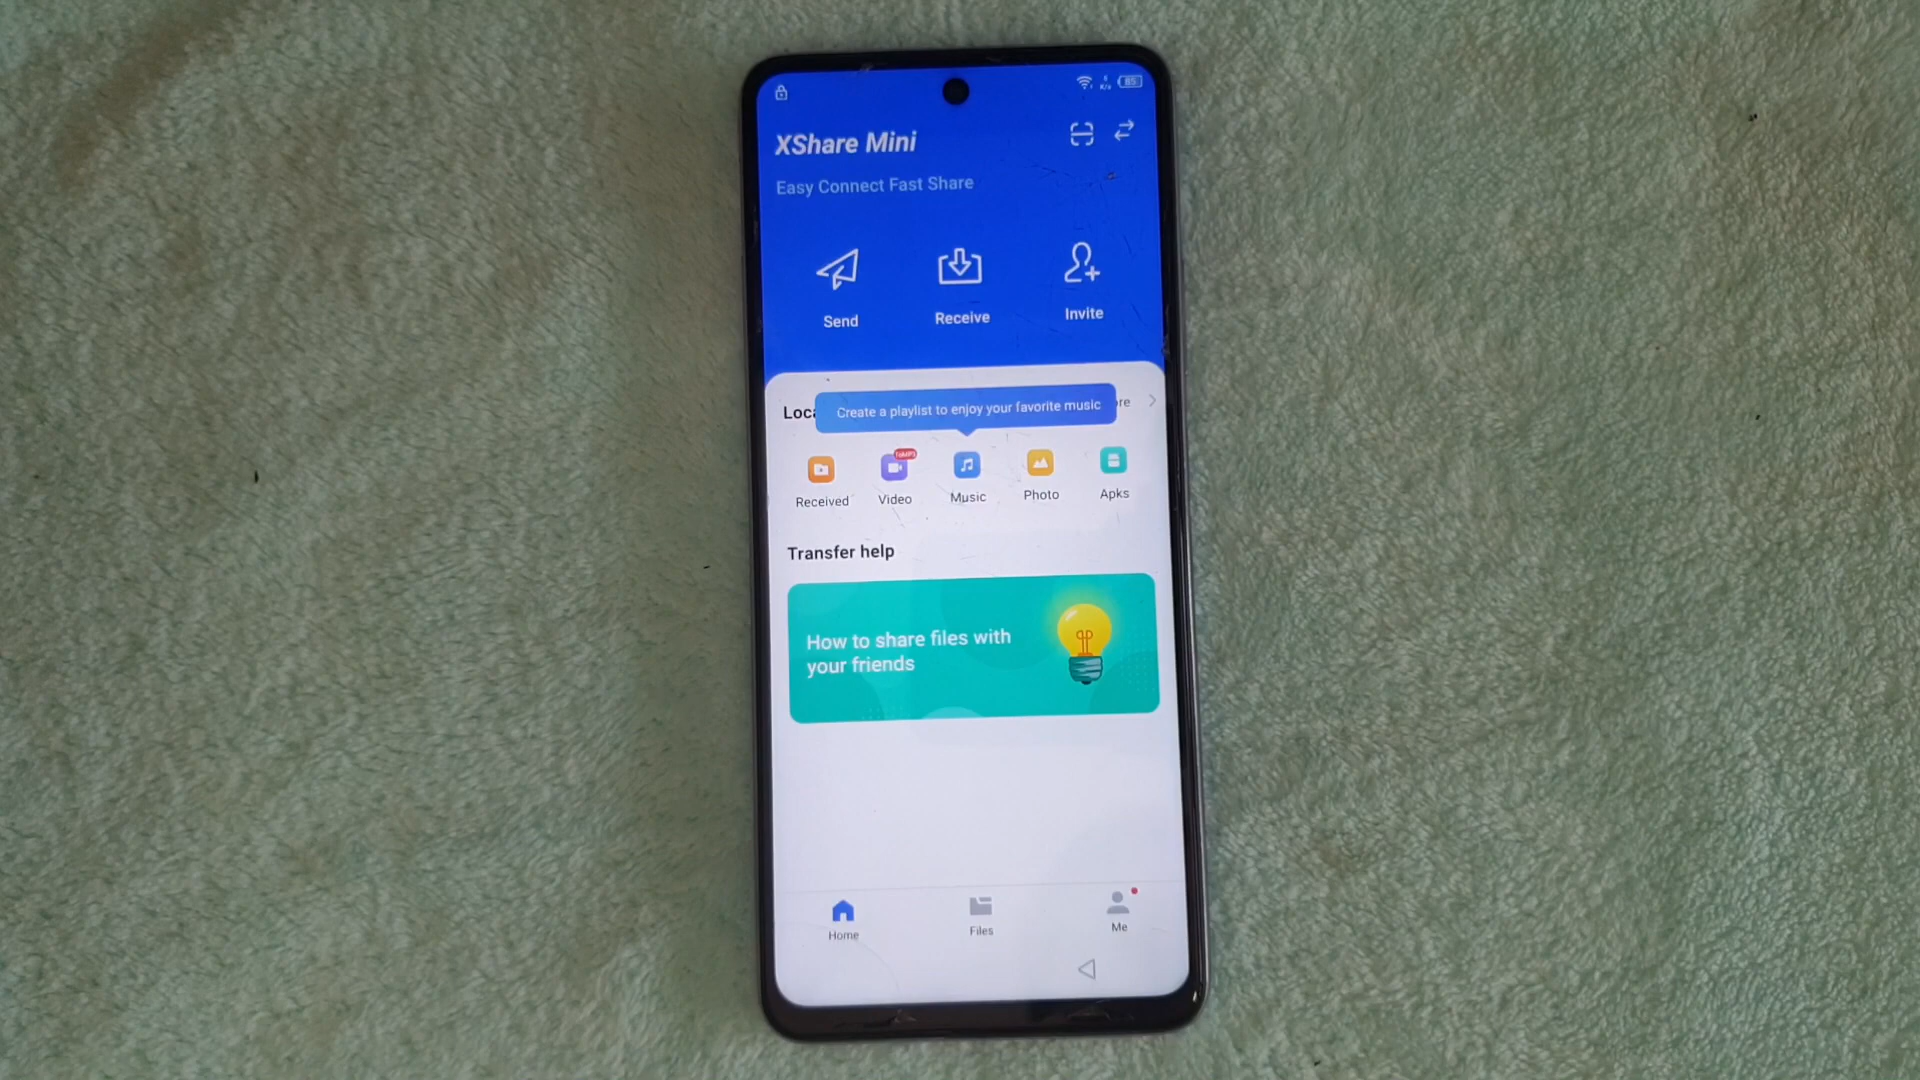 85
XShare Mini
Easy Connect Fast Share
Send
Receive
Invite
Create a playlist to enjoy your favorite music
Received
Video
Music
Photo
Apks
Transfer help
How to share files with
your friends
Home
Files
Me